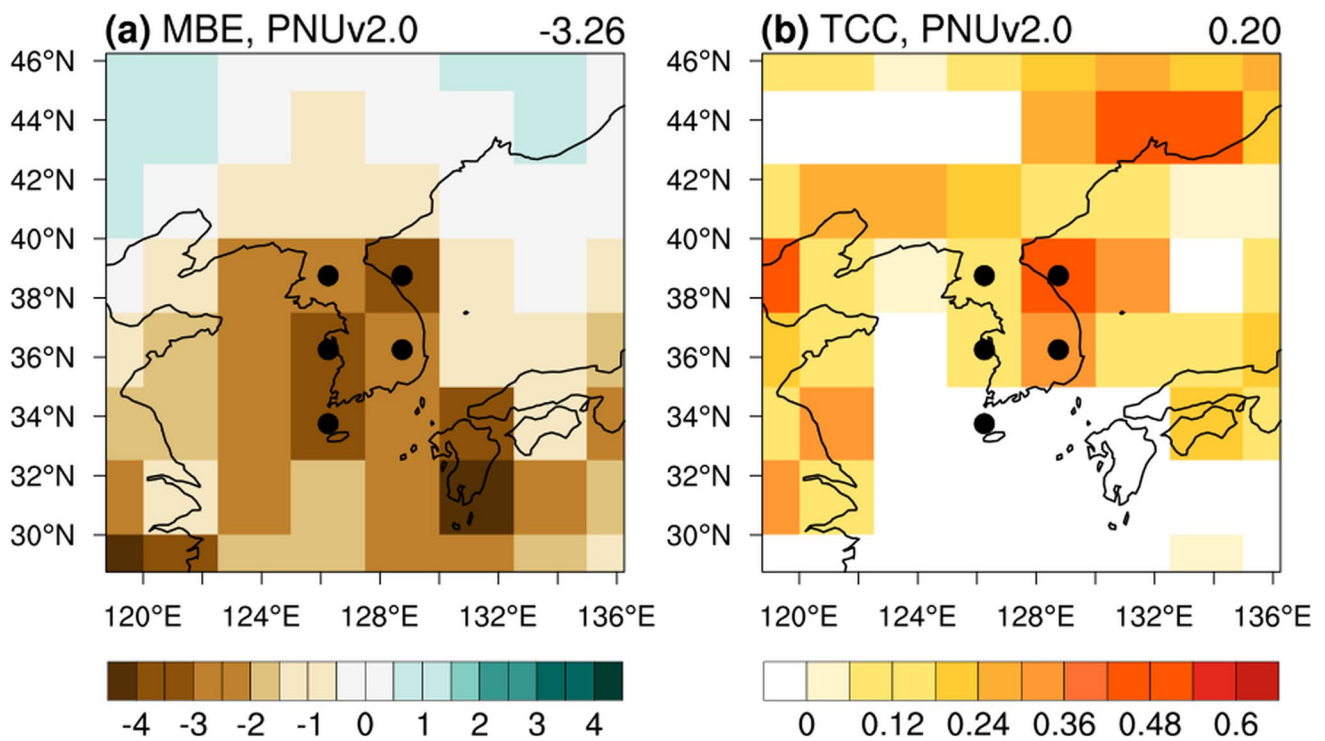 (a) MBE, PNUv2.0 -3.26
46°N
44°N
42°N
40°N
38°N
36°N
34°N
32°N
30°N
120°E 124°E 128°E 132°E 136°E
-4 -3 -2 -1 0 1 2 3 4
(b) TCC, PNUv2.0 0.20
46°N
44°N
42°N
40°N
38°N
36°N
34°N
32°N
30°N
120°E 124°E 128°E 132°E 136°E
0 0.12 0.24 0.36 0.48 0.6